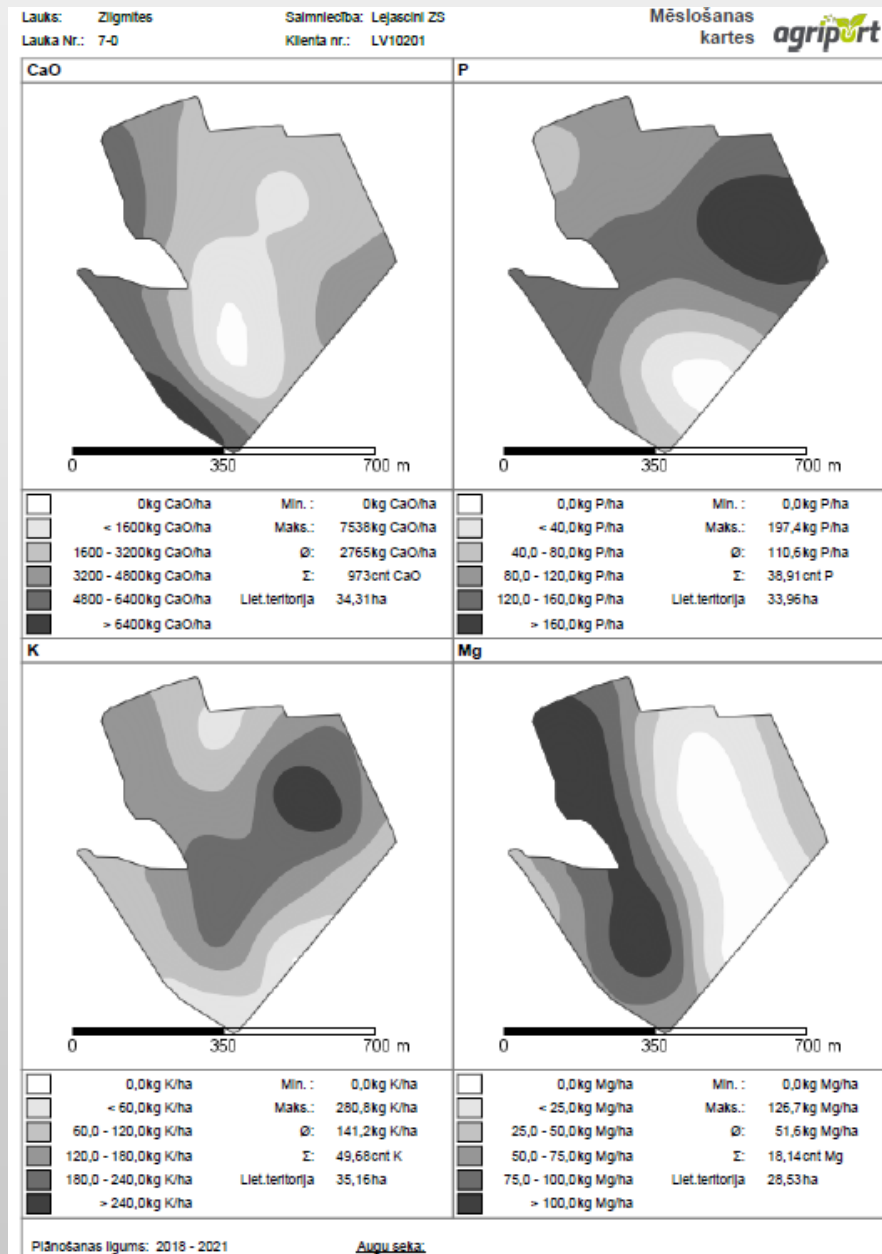 Lauks: Zilgmites Saimniecība: Lejascini ZS Mēslošanas
Lauka Nr.: 7-0 Klienta nr.: LV10201 kartes agriport
CaO
0 350 700 m
0kg CaO/ha Min. : 0kg CaO/ha
< 1600kg CaO/ha Maks.: 7538kg CaO/ha
1600 - 3200kg CaO/ha Ø: 2765kg CaO/ha
3200 - 4800kg CaO/ha Σ: 973cnt CaO
4800 - 6400kg CaO/ha Liet.teritorija 34,31ha
> 6400kg CaO/ha
P
0 350 700 m
0,0kg P/ha Min. : 0,0kg P/ha
< 40,0kg P/ha Maks.: 197,4kg P/ha
40,0 - 80,0kg P/ha Ø: 110,6kg P/ha
80,0 - 120,0kg P/ha Σ: 38,91cnt P
120,0 - 160,0kg P/ha Liet.teritorija 33,96ha
> 160,0kg P/ha
K
0 350 700 m
0,0kg K/ha Min. : 0,0kg K/ha
< 60,0kg K/ha Maks.: 280,8kg K/ha
60,0 - 120,0kg K/ha Ø: 141,2kg K/ha
120,0 - 180,0kg K/ha Σ: 49,68cnt K
180,0 - 240,0kg K/ha Liet.teritorija 35,16ha
> 240,0kg K/ha
Mg
0 350 700 m
0,0kg Mg/ha Min. : 0,0kg Mg/ha
< 25,0kg Mg/ha Maks.: 126,7kg Mg/ha
25,0 - 50,0kg Mg/ha Ø: 51,6kg Mg/ha
50,0 - 75,0kg Mg/ha Σ: 18,14cnt Mg
75,0 - 100,0kg Mg/ha Liet.teritorija 28,53ha
> 100,0kg Mg/ha
Plānošanas ilgums: 2018 - 2021 Augu seka: